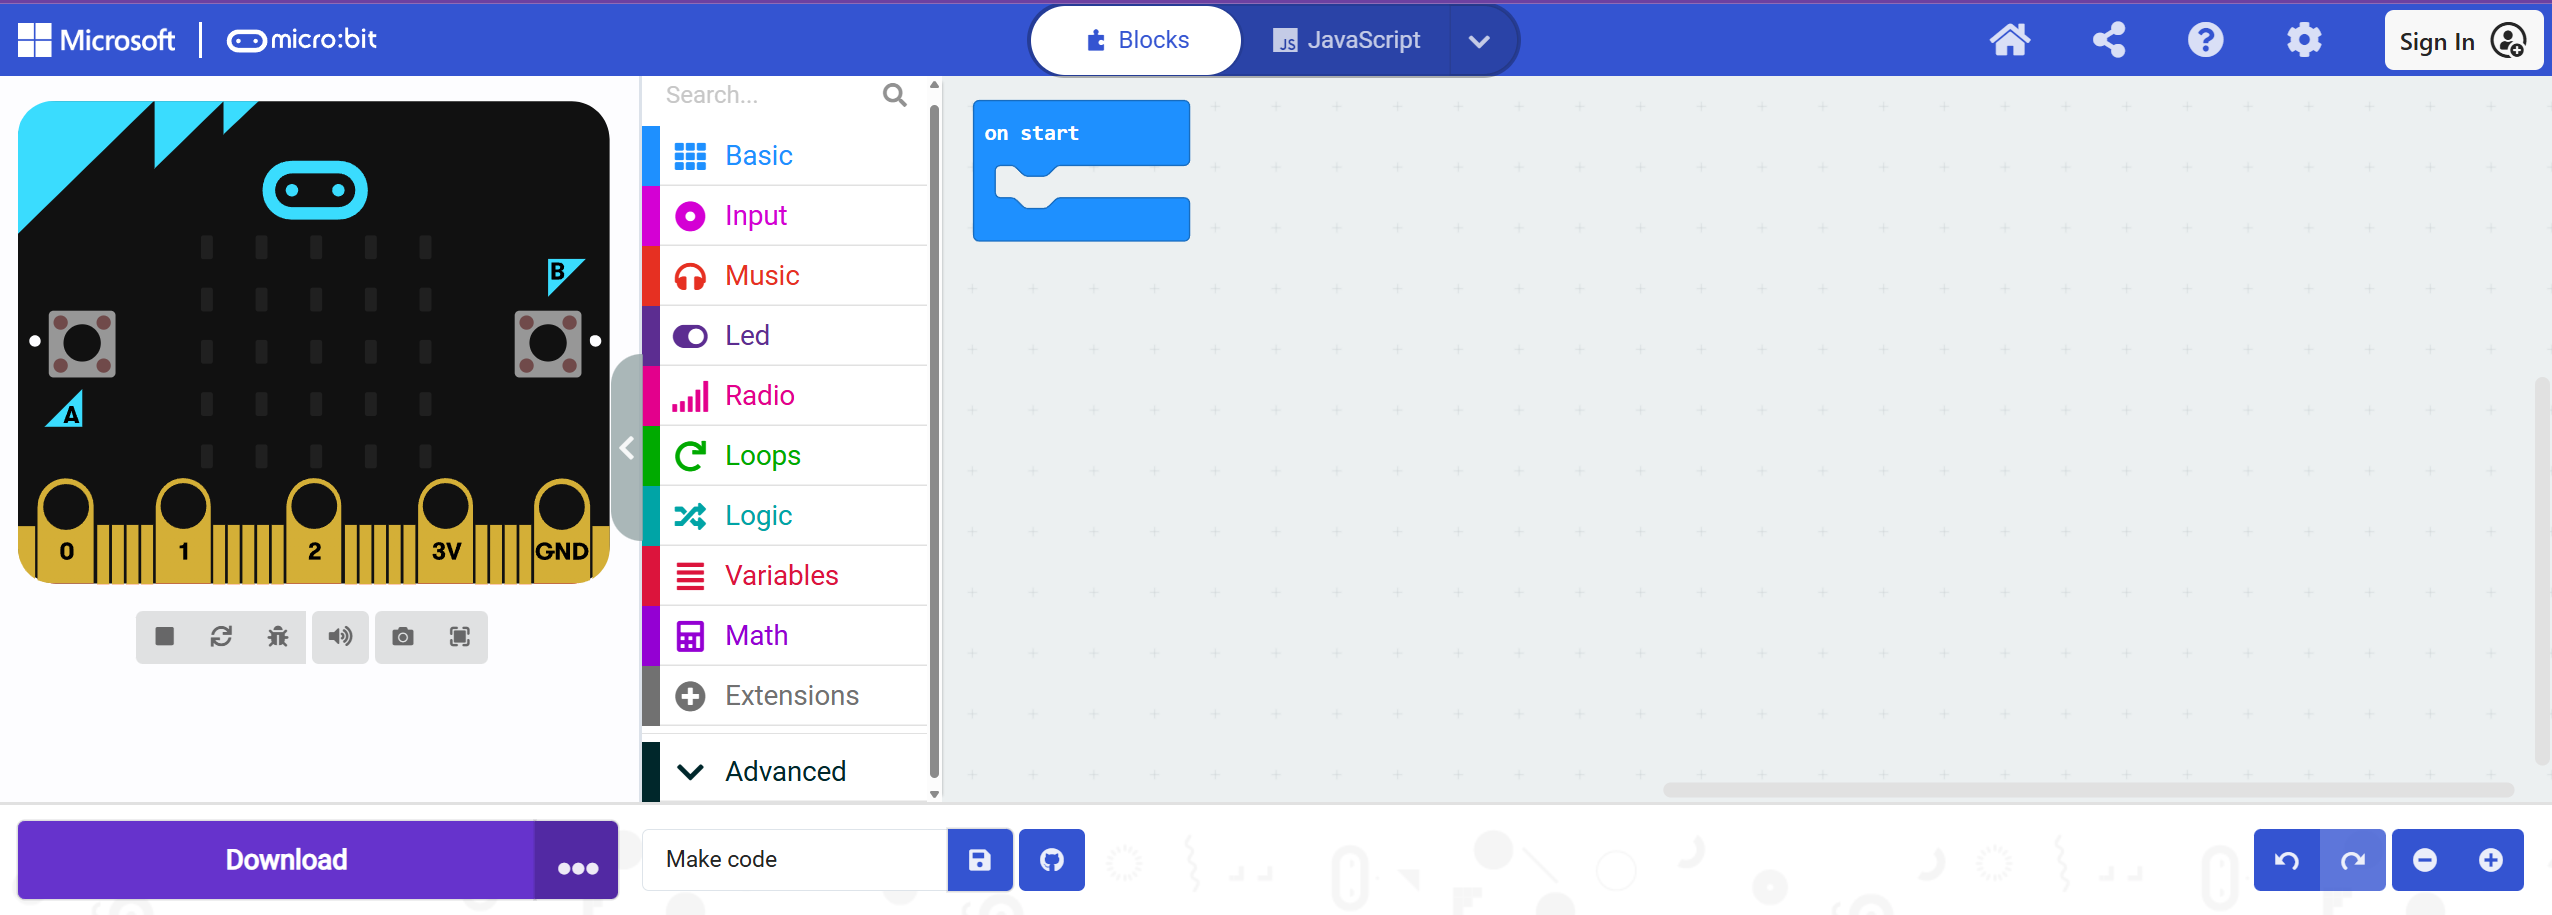 Microsoft
micro:bit
Blocks
JS JavaScript
Sign In
B
A
0 1 2 3V GND
Search...
Basic
Input
Music
Led
Radio
Loops
Logic
Variables
Math
Extensions
Advanced
on start
Download
Make code